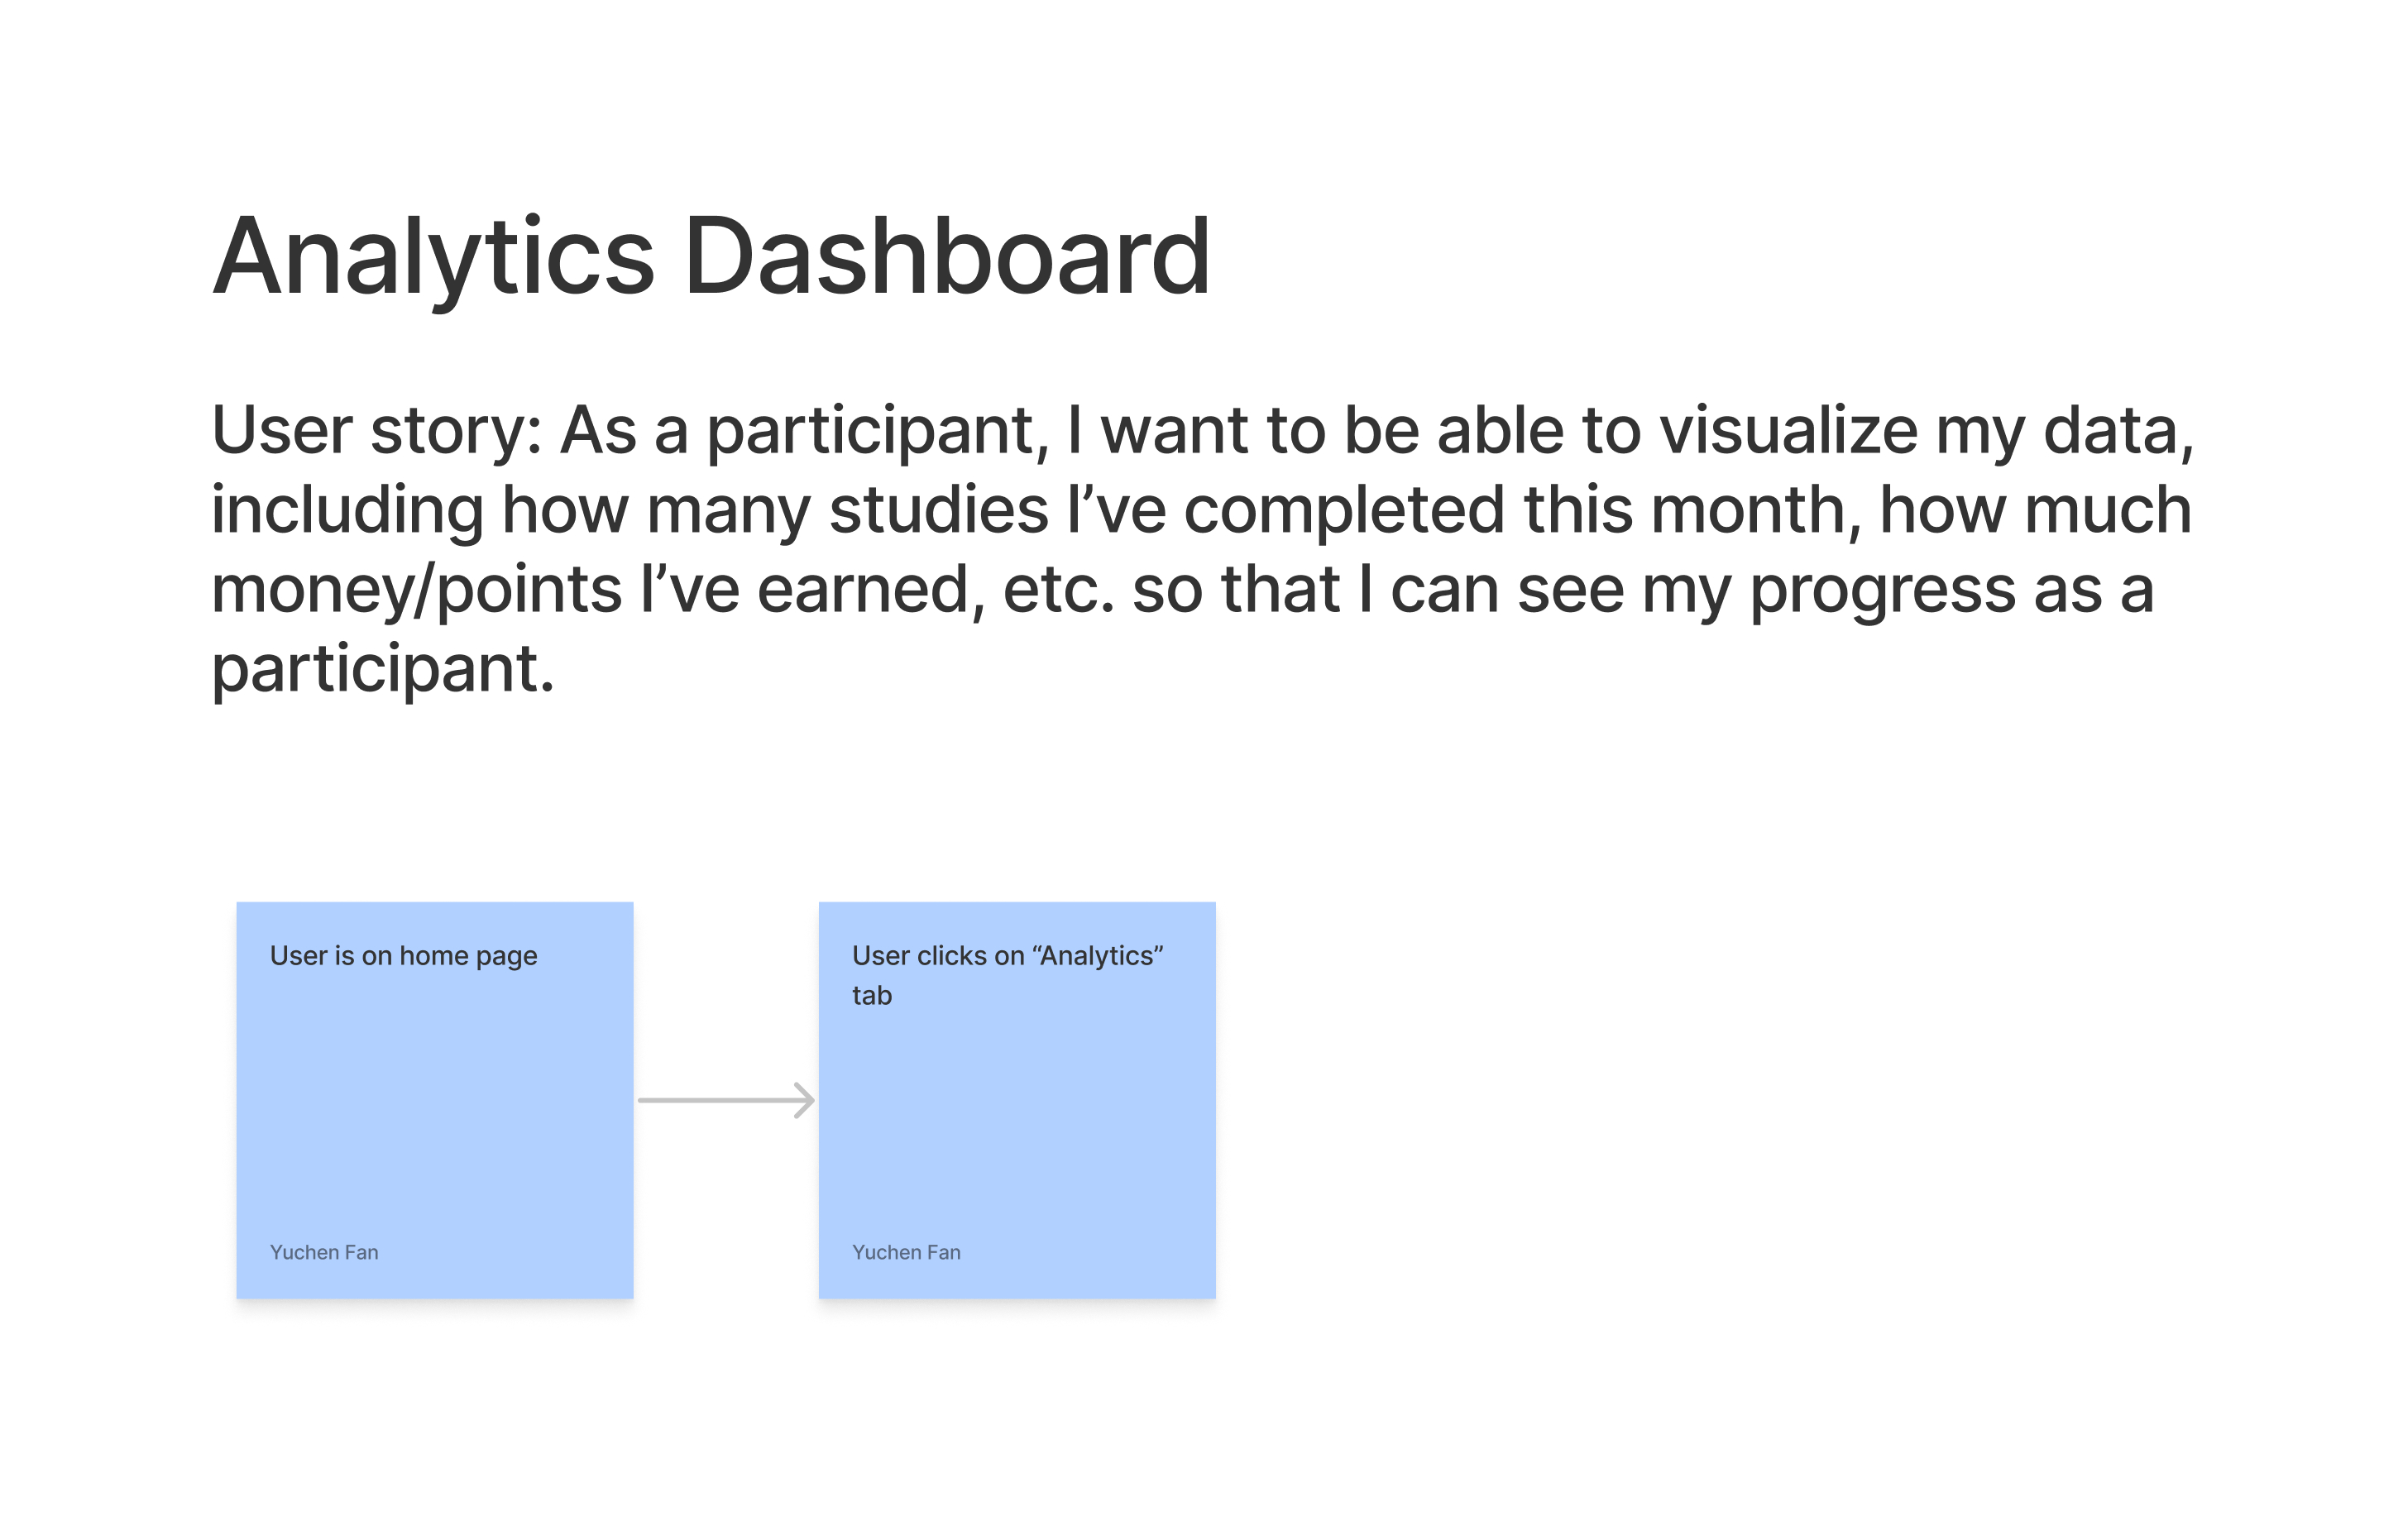 Analytics Dashboard
User story: As a participant, I want to be able to visualize my data,
including how many studies I’ve completed this month, how much
money/points I’ve earned, etc. so that I can see my progress as a
participant.
User is on home page
Yuchen Fan
User clicks on “Analytics”
tab
Yuchen Fan